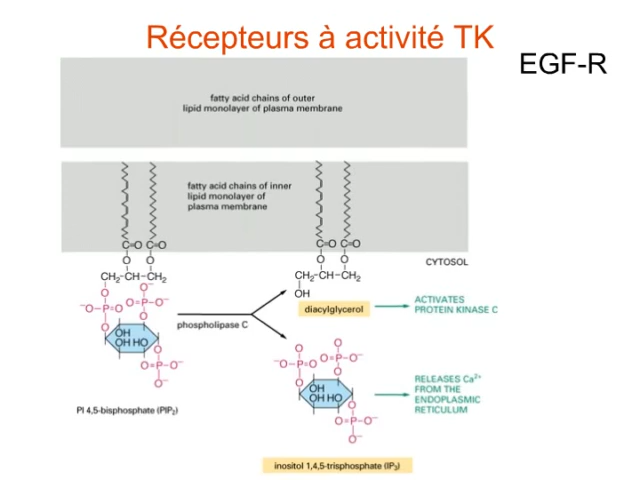 Récepteurs à activité TK
EGF-R
fatty acid chains of outer
lipid monolayer of plasma membrane
fatty acid chains of inner
lipid monolayer of
plasma membrane
C=O C=O
C=O C=O
O O
O O
CYTOSOL
CH₂-CH-CH₂
CH₂-CH-CH₂
O
O⁻
OH
⁻O-P=O O=P-O⁻
O O
diacylglycerol
ACTIVATES
PROTEIN KINASE C
phospholipase C
OH
OH HO
O
O=P-O⁻
O⁻
O
O⁻
⁻O-P=O O=P-O⁻
O O
OH
OH HO
O
O=P-O⁻
O⁻
RELEASES Ca²⁺
FROM THE
ENDOPLASMIC
RETICULUM
PI 4,5-bisphosphate (PIP₂)
inositol 1,4,5-trisphosphate (IP₃)